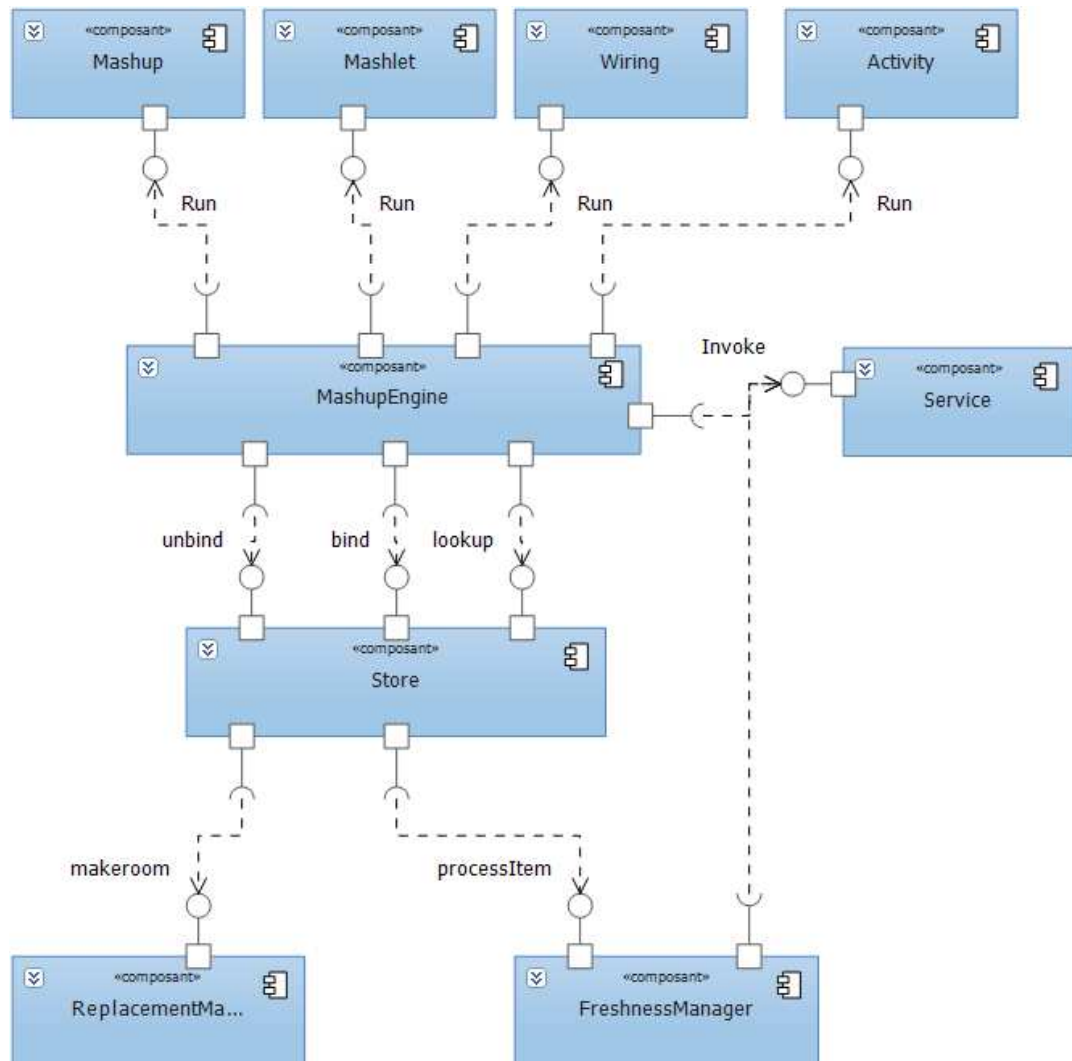 «composant»
Mashup
«composant»
Mashlet
«composant»
Wiring
«composant»
Activity
Run
Run
Run
Run
«composant»
MashupEngine
Invoke
«composant»
Service
unbind
bind
lookup
«composant»
Store
makeroom
processItem
«composant»
ReplacementMa...
«composant»
FreshnessManager